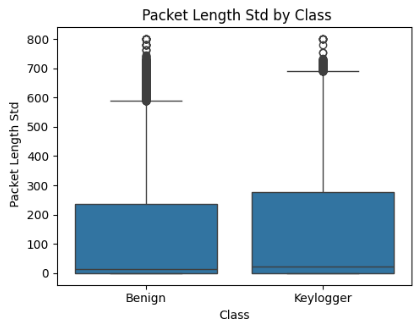 Packet Length Std by Class
800
700
600
500
400
300
200
100
0
Packet Length Std
Benign
Keylogger
Class